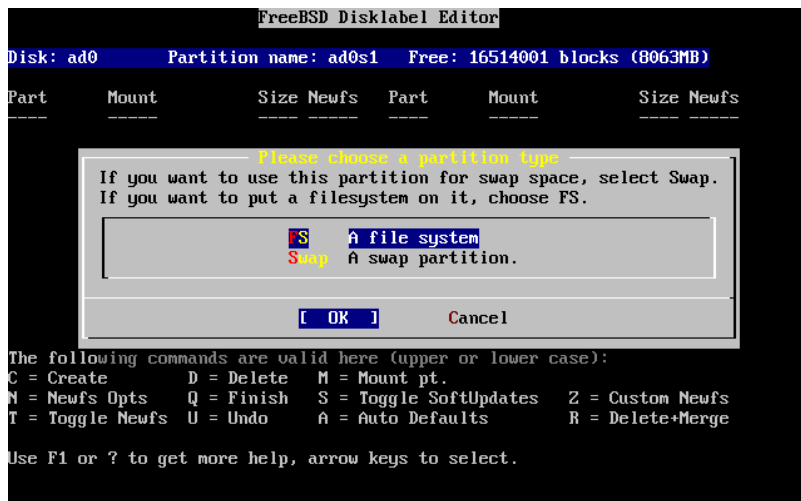 FreeBSD Disklabel Editor
Disk: ad0 Partition name: ad0s1 Free: 16514001 blocks (8063MB)
Part Mount Size Newfs Part Mount Size Newfs
---- ----- ---- ----- ---- ----- ---- -----
Please choose a partition type
If you want to use this partition for swap space, select Swap.
If you want to put a filesystem on it, choose FS.
FS A file system
Swap A swap partition.
[ OK ] Cancel
The following commands are valid here (upper or lower case):
C = Create D = Delete M = Mount pt.
N = Newfs Opts Q = Finish S = Toggle SoftUpdates Z = Custom Newfs
T = Toggle Newfs U = Undo A = Auto Defaults R = Delete+Merge
Use F1 or ? to get more help, arrow keys to select.